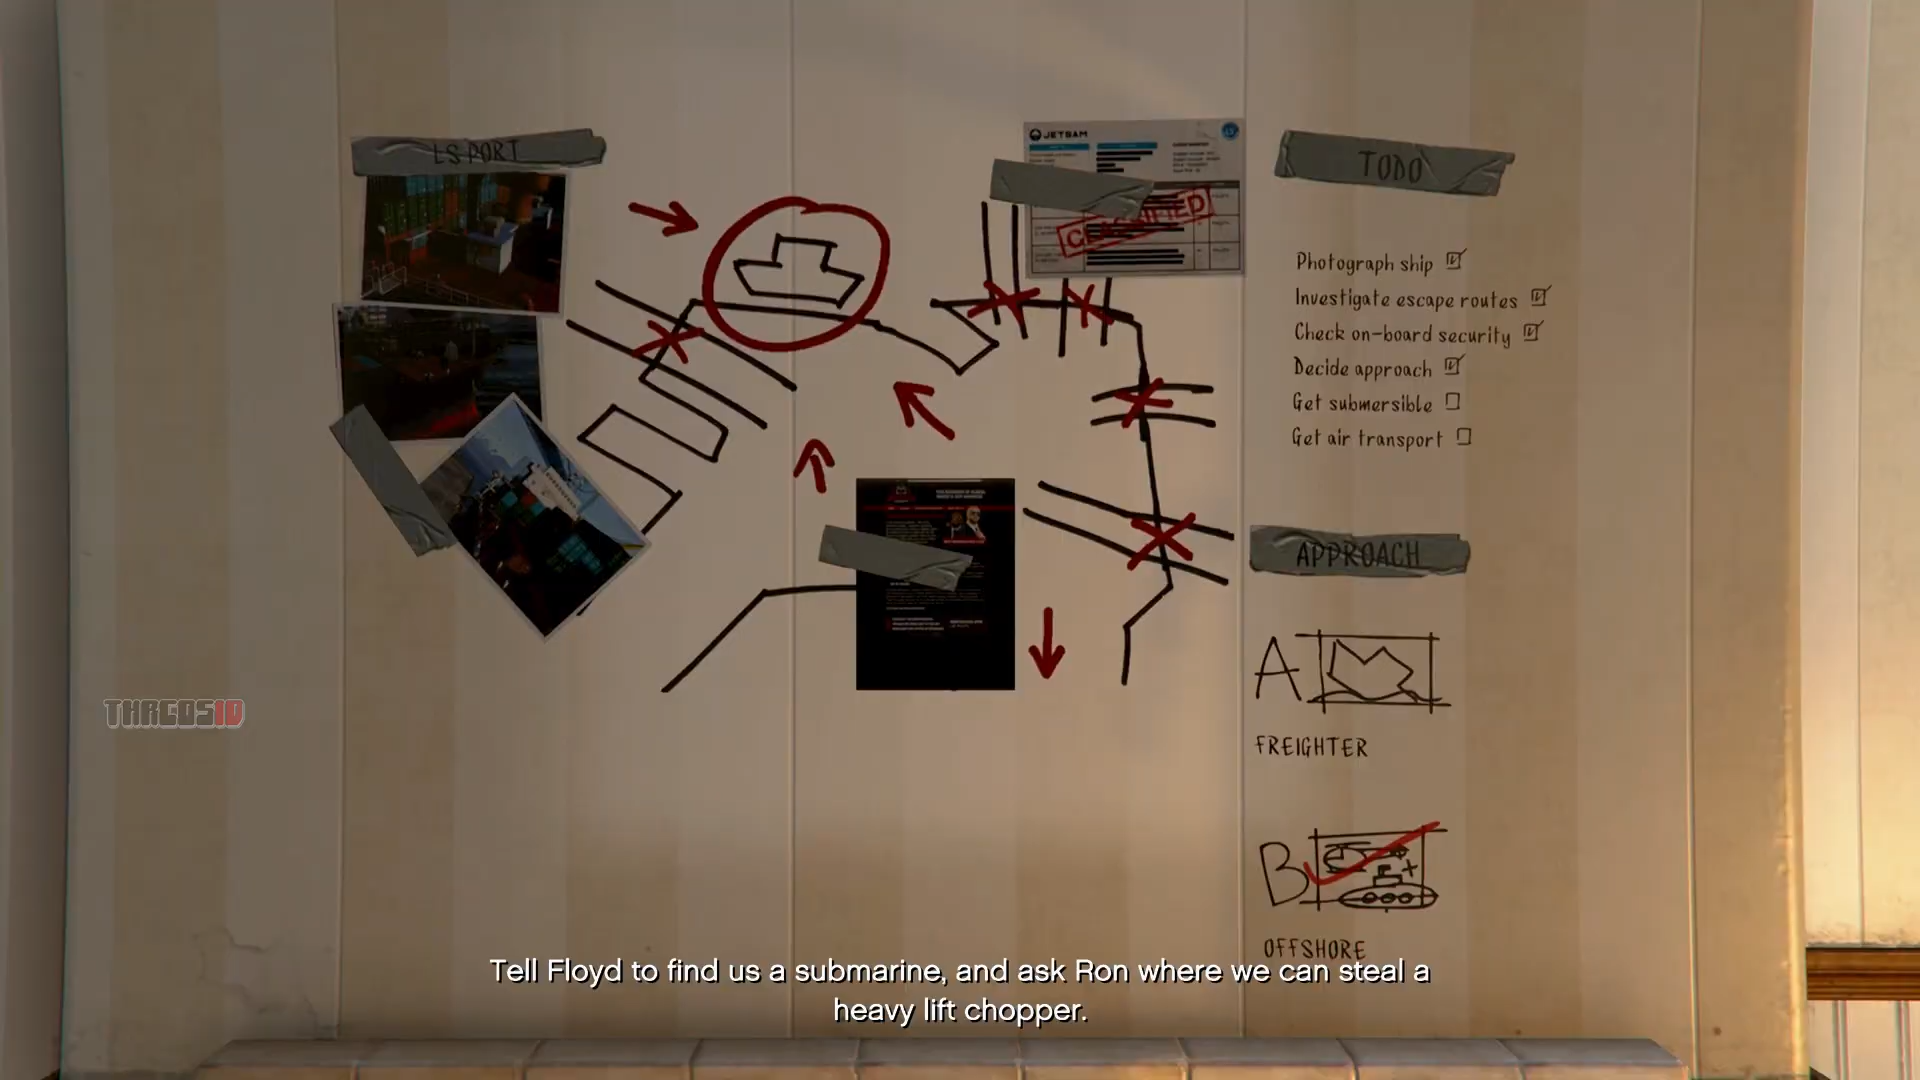 LS PORT
JETSAM
CLASSIFIED
TODO
Photograph ship
Investigate escape routes
Check on-board security
Decide approach
Get submersible
Get air transport
APPROACH
A
FREIGHTER
B
OFFSHORE
THRGOS10
Tell Floyd to find us a submarine, and ask Ron where we can steal a
heavy lift chopper.